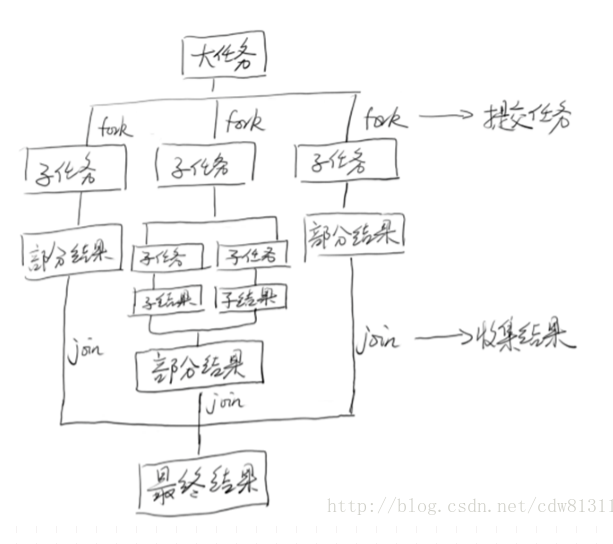 大任务
fork fork fork 提交任务
子任务 子任务 子任务
部分结果 子任务 子任务 部分结果
子结果 子结果
join 部分结果 join 收集结果
join
最终结果
http://blog.csdn.net/cdw81311